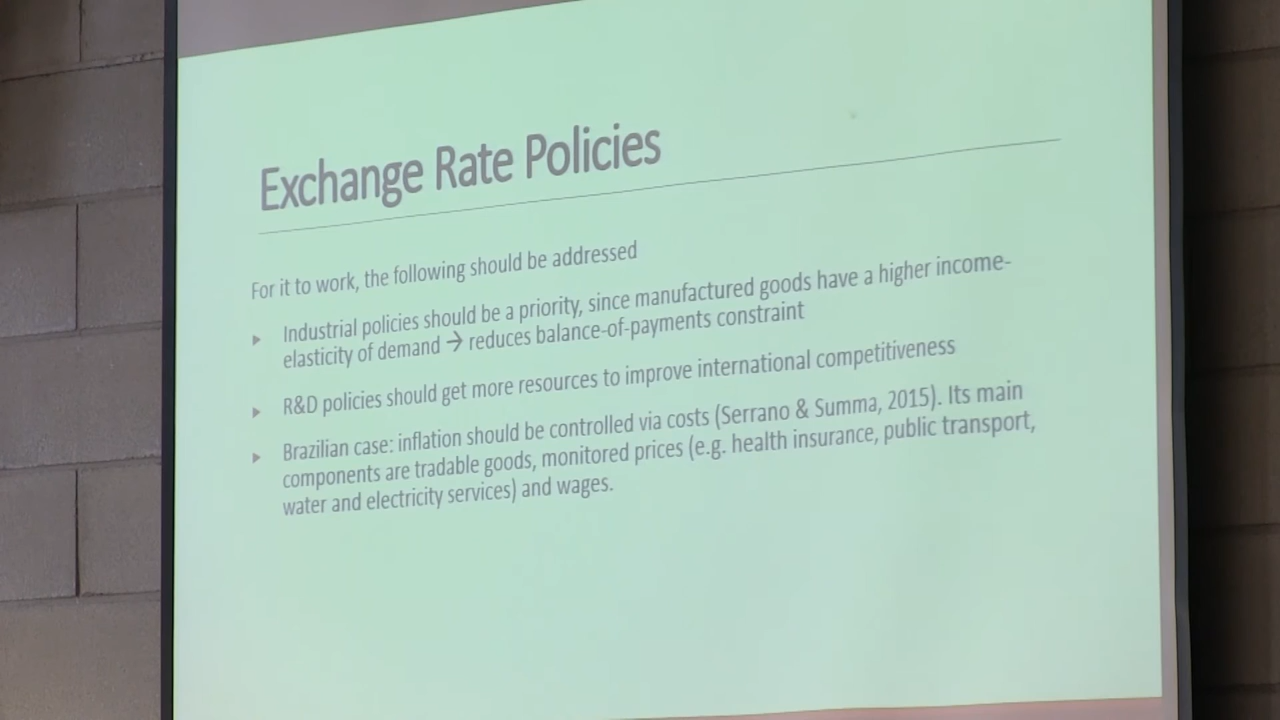 Exchange Rate Policies
For it to work, the following should be addressed
Industrial policies should be a priority, since manufactured goods have a higher income-
elasticity of demand → reduces balance-of-payments constraint
R&D policies should get more resources to improve international competitiveness
Brazilian case: inflation should be controlled via costs (Serrano & Summa, 2015). Its main
components are tradable goods, monitored prices (e.g. health insurance, public transport,
water and electricity services) and wages.